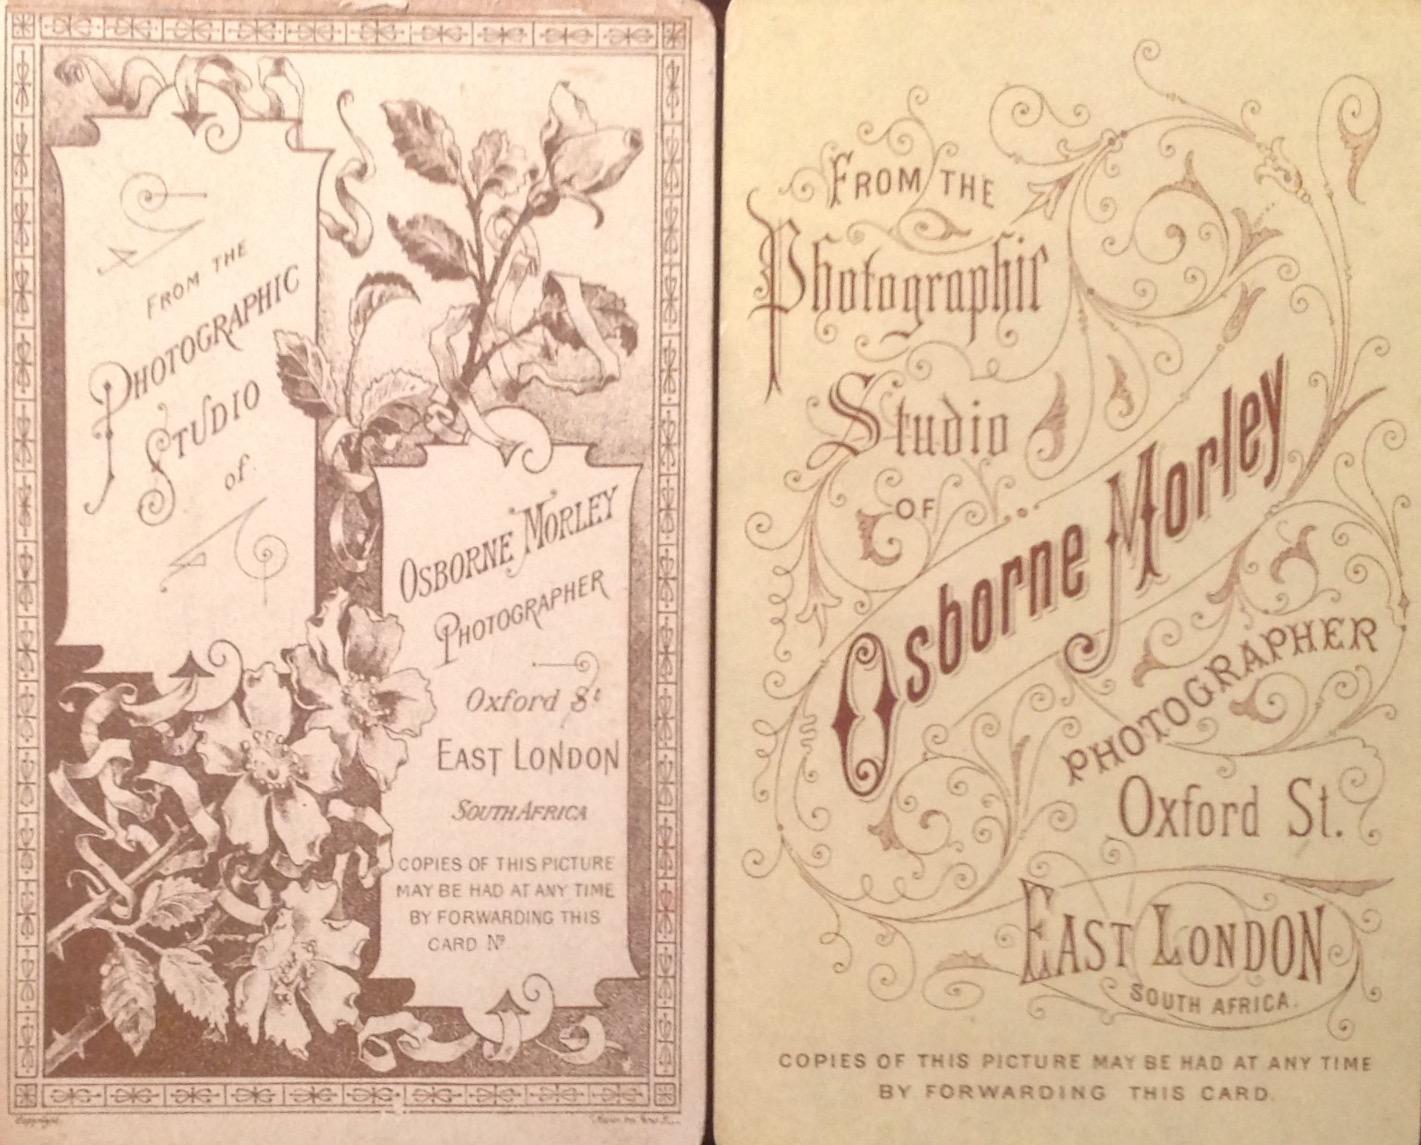 FROM THE
PHOTOGRAPHIC
STUDIO
of
OSBORNE MORLEY
PHOTOGRAPHER
Oxford St
EAST LONDON
SOUTH AFRICA
COPIES OF THIS PICTURE
MAY BE HAD AT ANY TIME
BY FORWARDING THIS
CARD No
Copyright.
FROM THE
Photographic
Studio
OF
Osborne Morley
PHOTOGRAPHER
Oxford St.
EAST LONDON
SOUTH AFRICA.
COPIES OF THIS PICTURE MAY BE HAD AT ANY TIME
BY FORWARDING THIS CARD.